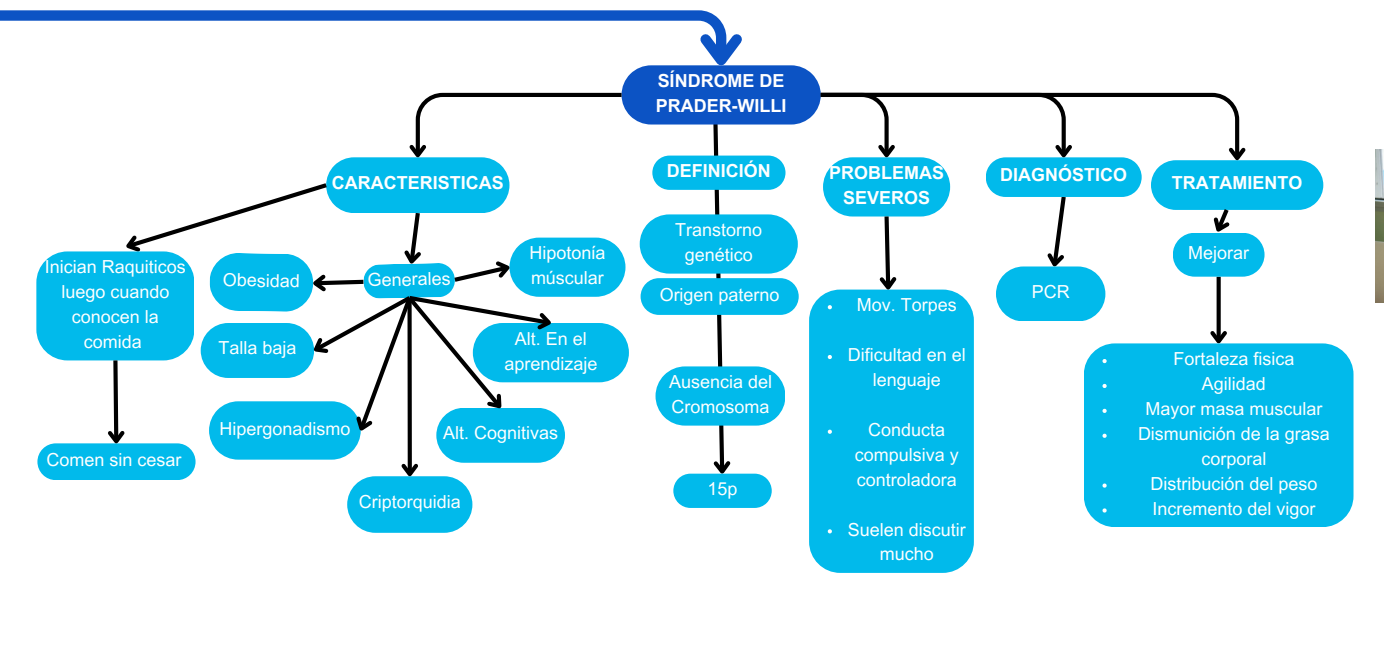 SÍNDROME DE
PRADER-WILLI
CARACTERISTICAS
Inician Raquiticos
luego cuando
conocen la
comida
Comen sin cesar
Generales
Obesidad
Talla baja
Hipergonadismo
Criptorquidia
Alt. Cognitivas
Alt. En el
aprendizaje
Hipotonía
múscular
DEFINICIÓN
Transtorno
genético
Origen paterno
Ausencia del
Cromosoma
15p
PROBLEMAS
SEVEROS
• Mov. Torpes
• Dificultad en el
lenguaje
• Conducta
compulsiva y
controladora
• Suelen discutir
mucho
DIAGNÓSTICO
PCR
TRATAMIENTO
Mejorar
• Fortaleza fisica
• Agilidad
• Mayor masa muscular
• Dismunición de la grasa
corporal
• Distribución del peso
• Incremento del vigor